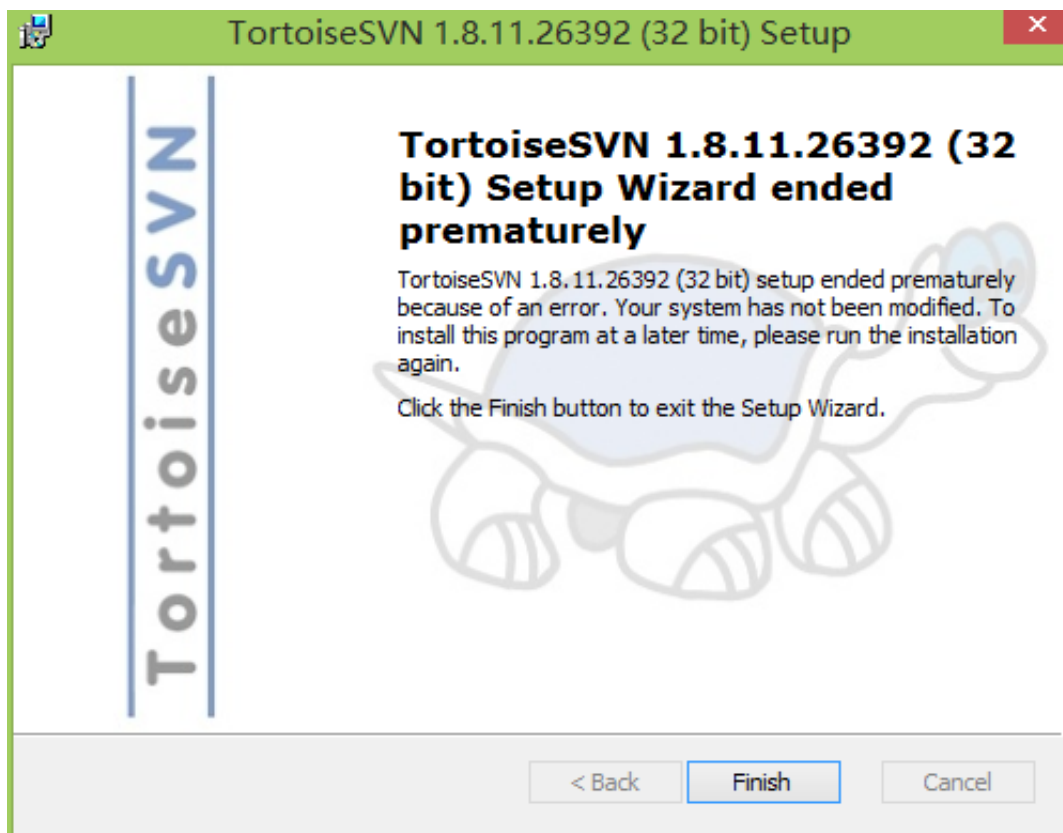 TortoiseSVN 1.8.11.26392 (32 bit) Setup
TortoiseSVN
TortoiseSVN 1.8.11.26392 (32
bit) Setup Wizard ended
prematurely
TortoiseSVN 1.8.11.26392 (32 bit) setup ended prematurely
because of an error. Your system has not been modified. To
install this program at a later time, please run the installation
again.
Click the Finish button to exit the Setup Wizard.
< Back
Finish
Cancel